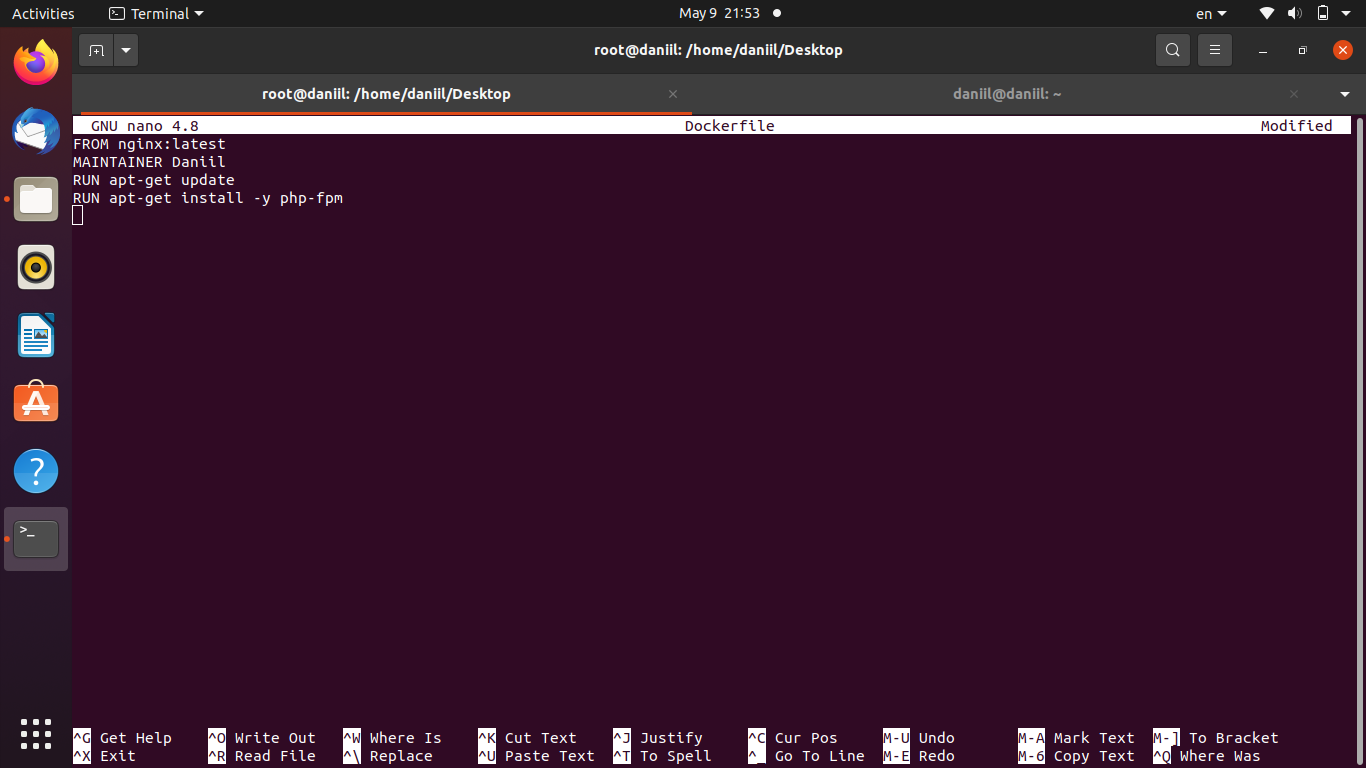 Activities Terminal May 9 21:53 en
root@daniil: /home/daniil/Desktop
root@daniil: /home/daniil/Desktop daniil@daniil: ~
GNU nano 4.8 Dockerfile Modified
FROM nginx:latest
MAINTAINER Daniil
RUN apt-get update
RUN apt-get install -y php-fpm
^G Get Help ^O Write Out ^W Where Is ^K Cut Text ^J Justify ^C Cur Pos M-U Undo M-A Mark Text M-] To Bracket
^X Exit ^R Read File ^\ Replace ^U Paste Text ^T To Spell ^_ Go To Line M-E Redo M-6 Copy Text ^Q Where Was